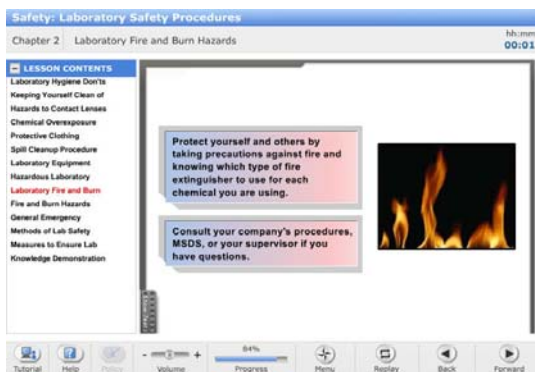 Safety: Laboratory Safety Procedures
Chapter 2 Laboratory Fire and Burn Hazards
hh:mm
00:01
LESSON CONTENTS
Laboratory Hygiene Don'ts
Keeping Yourself Clean of
Hazards to Contact Lenses
Chemical Overexposure
Protective Clothing
Spill Cleanup Procedure
Laboratory Equipment
Hazardous Laboratory
Laboratory Fire and Burn
Fire and Burn Hazards
General Emergency
Methods of Lab Safety
Measures to Ensure Lab
Knowledge Demonstration
Protect yourself and others by
taking precautions against fire and
knowing which type of fire
extinguisher to use for each
chemical you are using.
Consult your company's procedures,
MSDS, or your supervisor if you
have questions.
84%
Tutorial Help Policy - + Volume Progress Menu Replay Back Forward